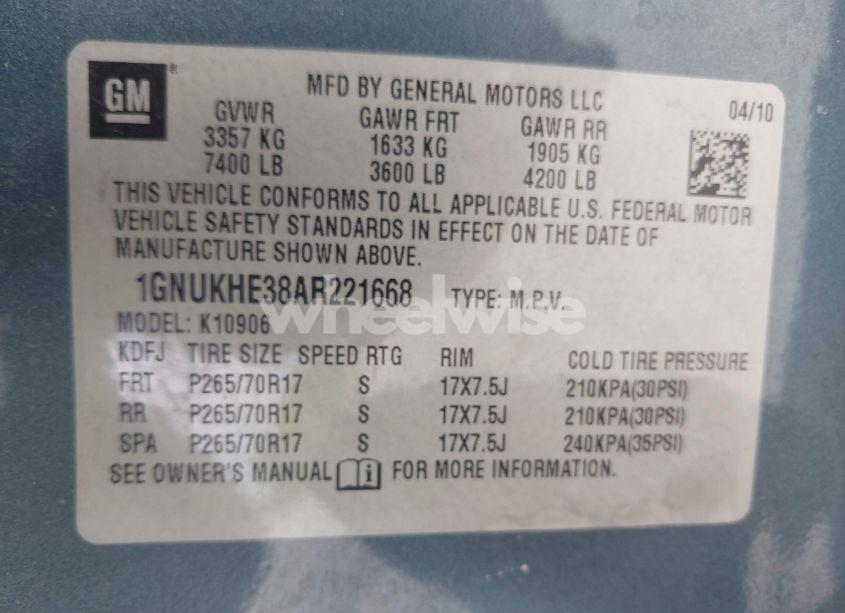 GM
MFD BY GENERAL MOTORS LLC
04/10
GVWR GAWR FRT GAWR RR
3357 KG 1633 KG 1905 KG
7400 LB 3600 LB 4200 LB
THIS VEHICLE CONFORMS TO ALL APPLICABLE U.S. FEDERAL MOTOR
VEHICLE SAFETY STANDARDS IN EFFECT ON THE DATE OF
MANUFACTURE SHOWN ABOVE.
1GNUKHE38AR221668 TYPE: M.P.V.
wheelwise
MODEL: K10906
KDFJ TIRE SIZE SPEED RTG RIM COLD TIRE PRESSURE
FRT P265/70R17 S 17X7.5J 210KPA(30PSI)
RR P265/70R17 S 17X7.5J 210KPA(30PSI)
SPA P265/70R17 S 17X7.5J 240KPA(35PSI)
SEE OWNER'S MANUAL i FOR MORE INFORMATION.